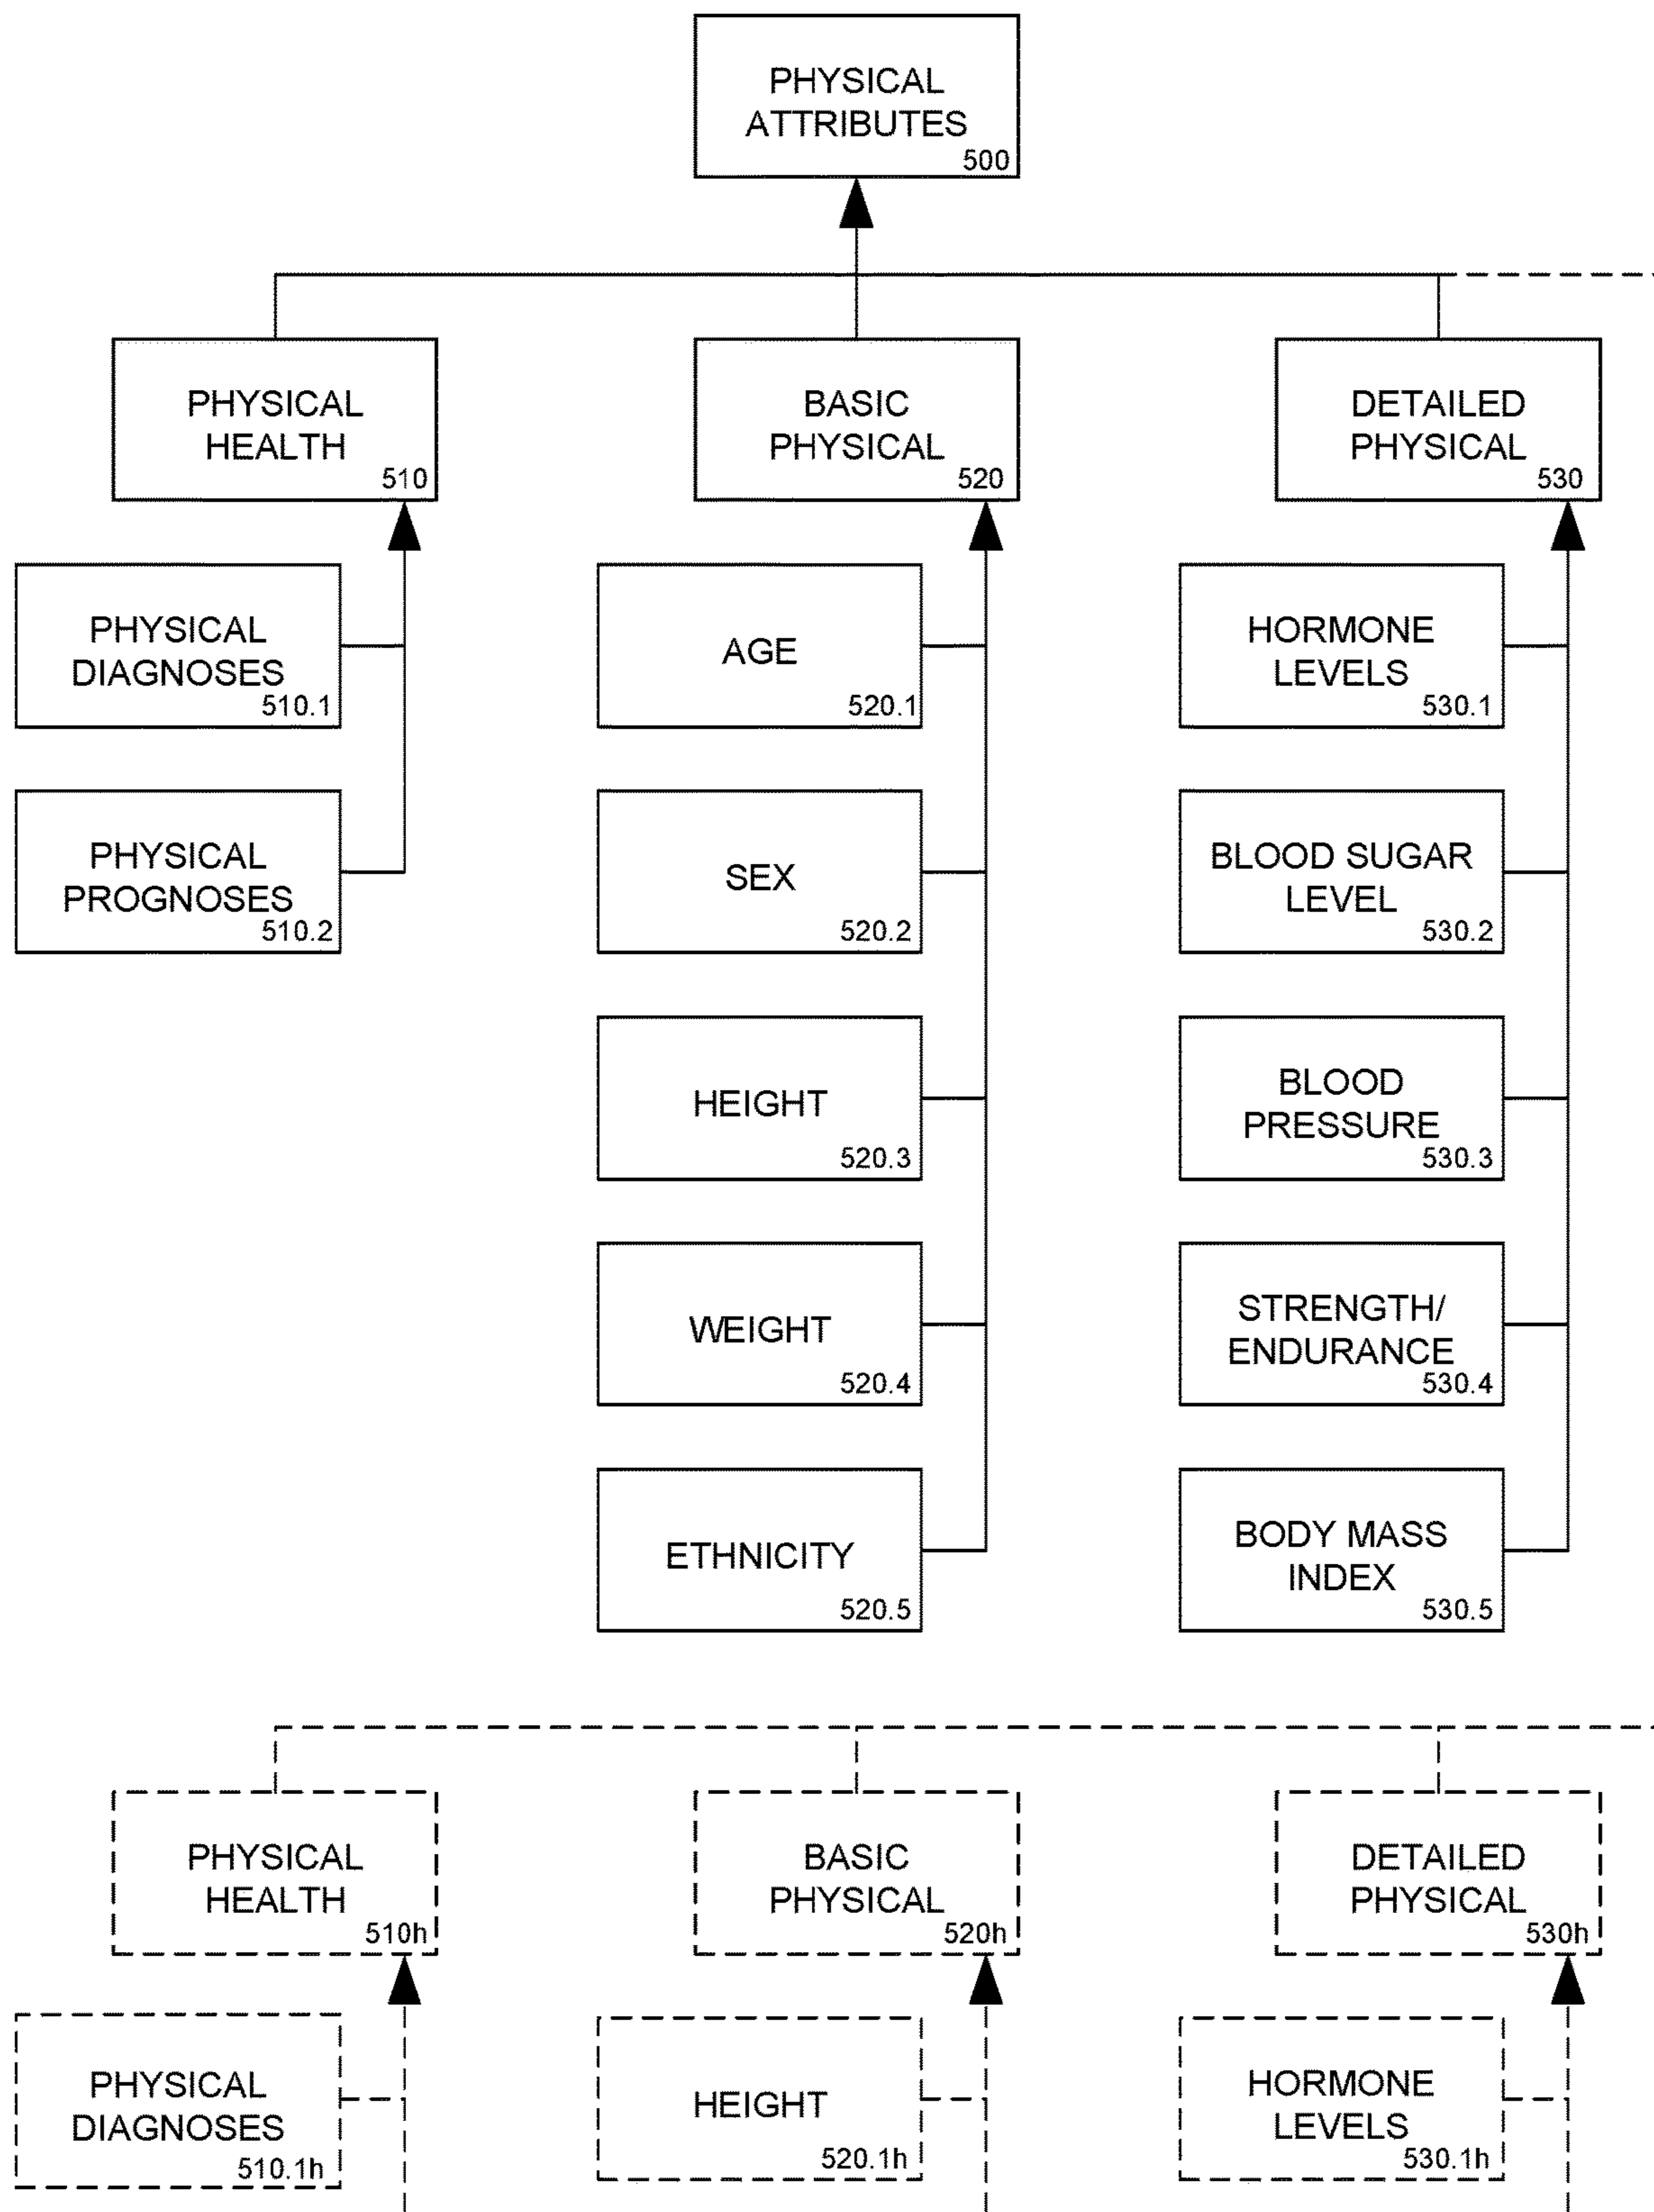 PHYSICAL
ATTRIBUTES
500
PHYSICAL
HEALTH
510
BASIC
PHYSICAL
520
DETAILED
PHYSICAL
530
PHYSICAL
DIAGNOSES
510.1
AGE
520.1
HORMONE
LEVELS
530.1
PHYSICAL
PROGNOSES
510.2
SEX
520.2
BLOOD SUGAR
LEVEL
530.2
HEIGHT
520.3
BLOOD
PRESSURE
530.3
WEIGHT
520.4
STRENGTH/
ENDURANCE
530.4
ETHNICITY
520.5
BODY MASS
INDEX
530.5
PHYSICAL
HEALTH
510h
BASIC
PHYSICAL
520h
DETAILED
PHYSICAL
530h
PHYSICAL
DIAGNOSES
510.1h
HEIGHT
520.1h
HORMONE
LEVELS
530.1h